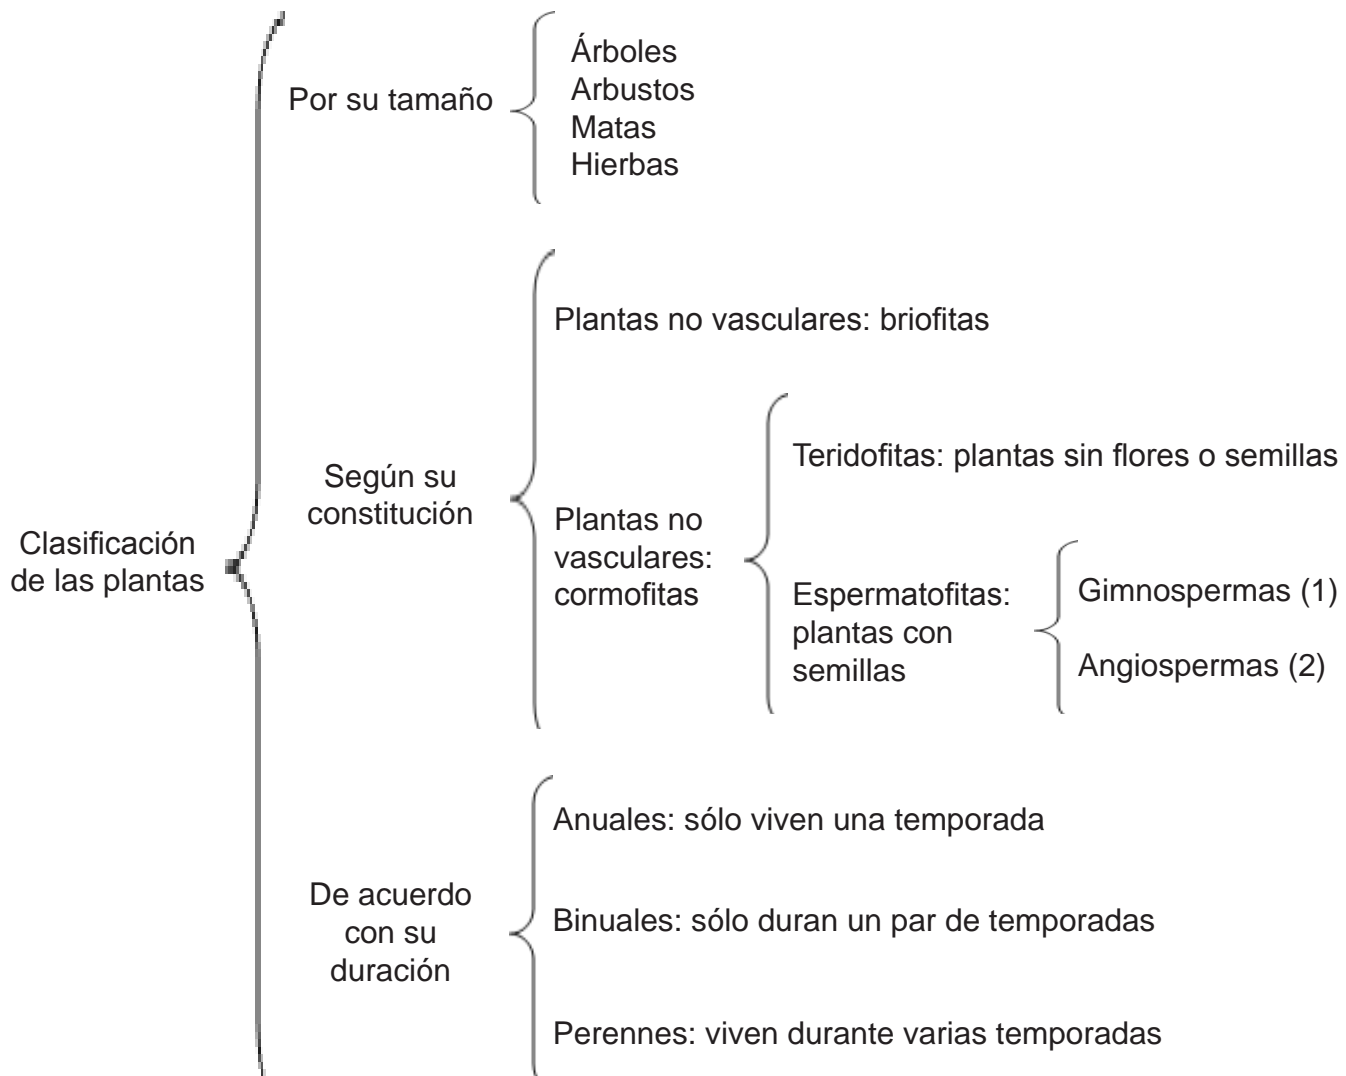 Clasificación
de las plantas
Por su tamaño
Árboles
Arbustos
Matas
Hierbas
Según su
constitución
Plantas no vasculares: briofitas
Plantas no
vasculares:
cormofitas
Teridofitas: plantas sin flores o semillas
Espermatofitas:
plantas con
semillas
Gimnospermas (1)
Angiospermas (2)
De acuerdo
con su
duración
Anuales: sólo viven una temporada
Binuales: sólo duran un par de temporadas
Perennes: viven durante varias temporadas